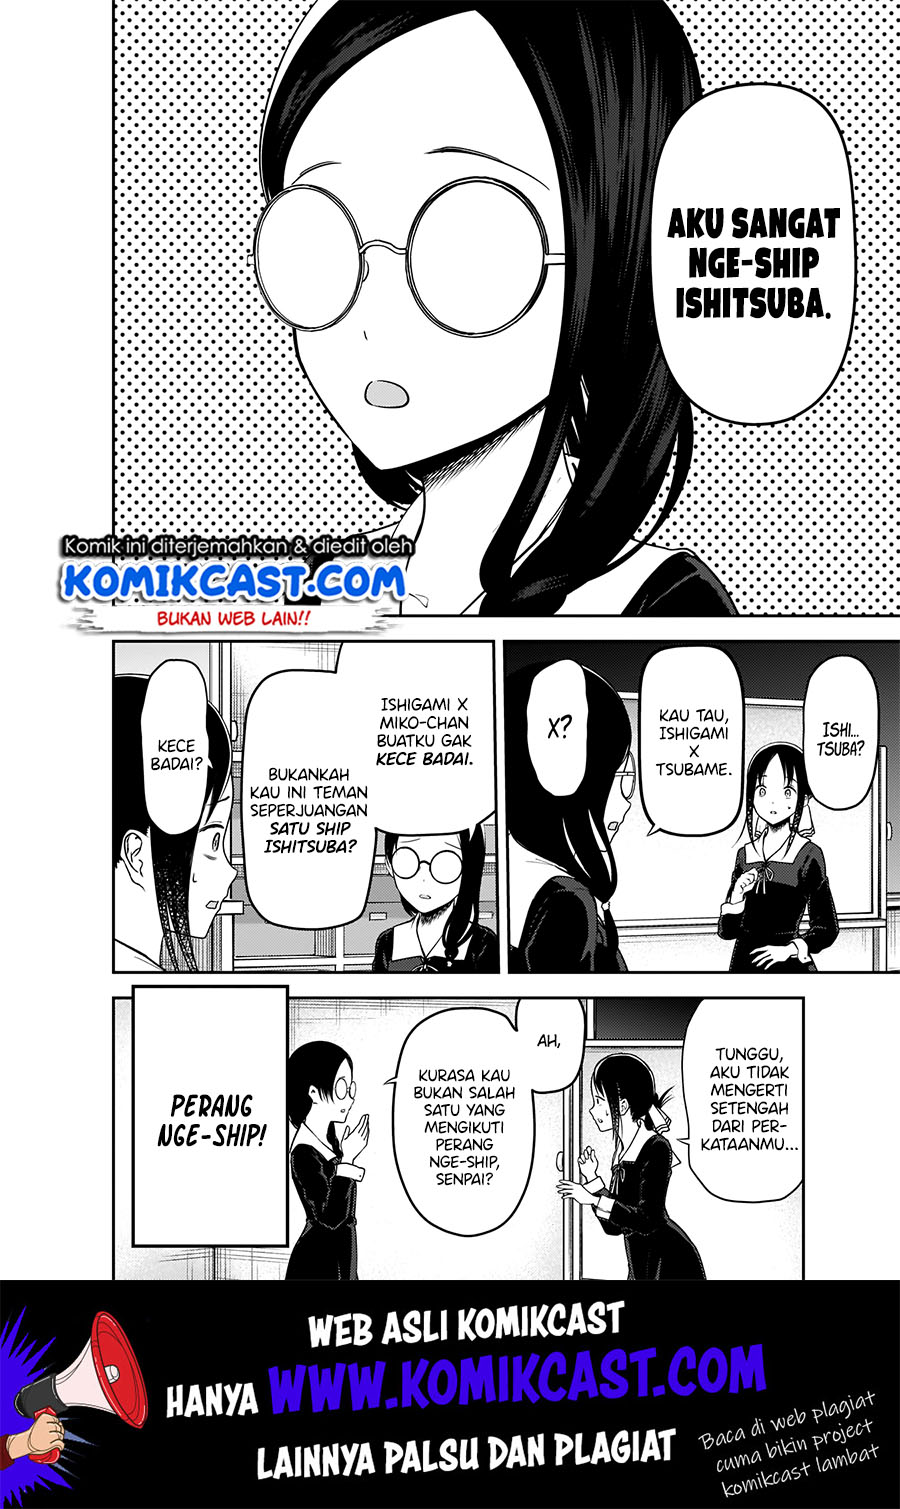 AKU SANGAT
NGE-SHIP
ISHITSUBA.
Komik ini diterjemahkan & diedit oleh
KOMIKCAST.COM
BUKAN WEB LAIN!!
ISHI...
TSUBA?
KAU TAU,
ISHIGAMI
X
TSUBAME.
X?
ISHIGAMI X
MIKO-CHAN
BUATKU GAK
KECE BADAI.
BUKANKAH
KAU INI TEMAN
SEPERJUANGAN
SATU SHIP
ISHITSUBA?
KECE
BADAI?
TUNGGU,
AKU TIDAK
MENGERTI
SETENGAH
DARI PER-
KATAANMU...
AH,
KURASA KAU
BUKAN SALAH
SATU YANG
MENGIKUTI
PERANG
NGE-SHIP,
SENPAI?
PERANG
NGE-SHIP!
WEB ASLI KOMIKCAST
HANYA WWW.KOMIKCAST.COM
LAINNYA PALSU DAN PLAGIAT
Baca di web plagiat
cuma bikin project
komikcast lambat